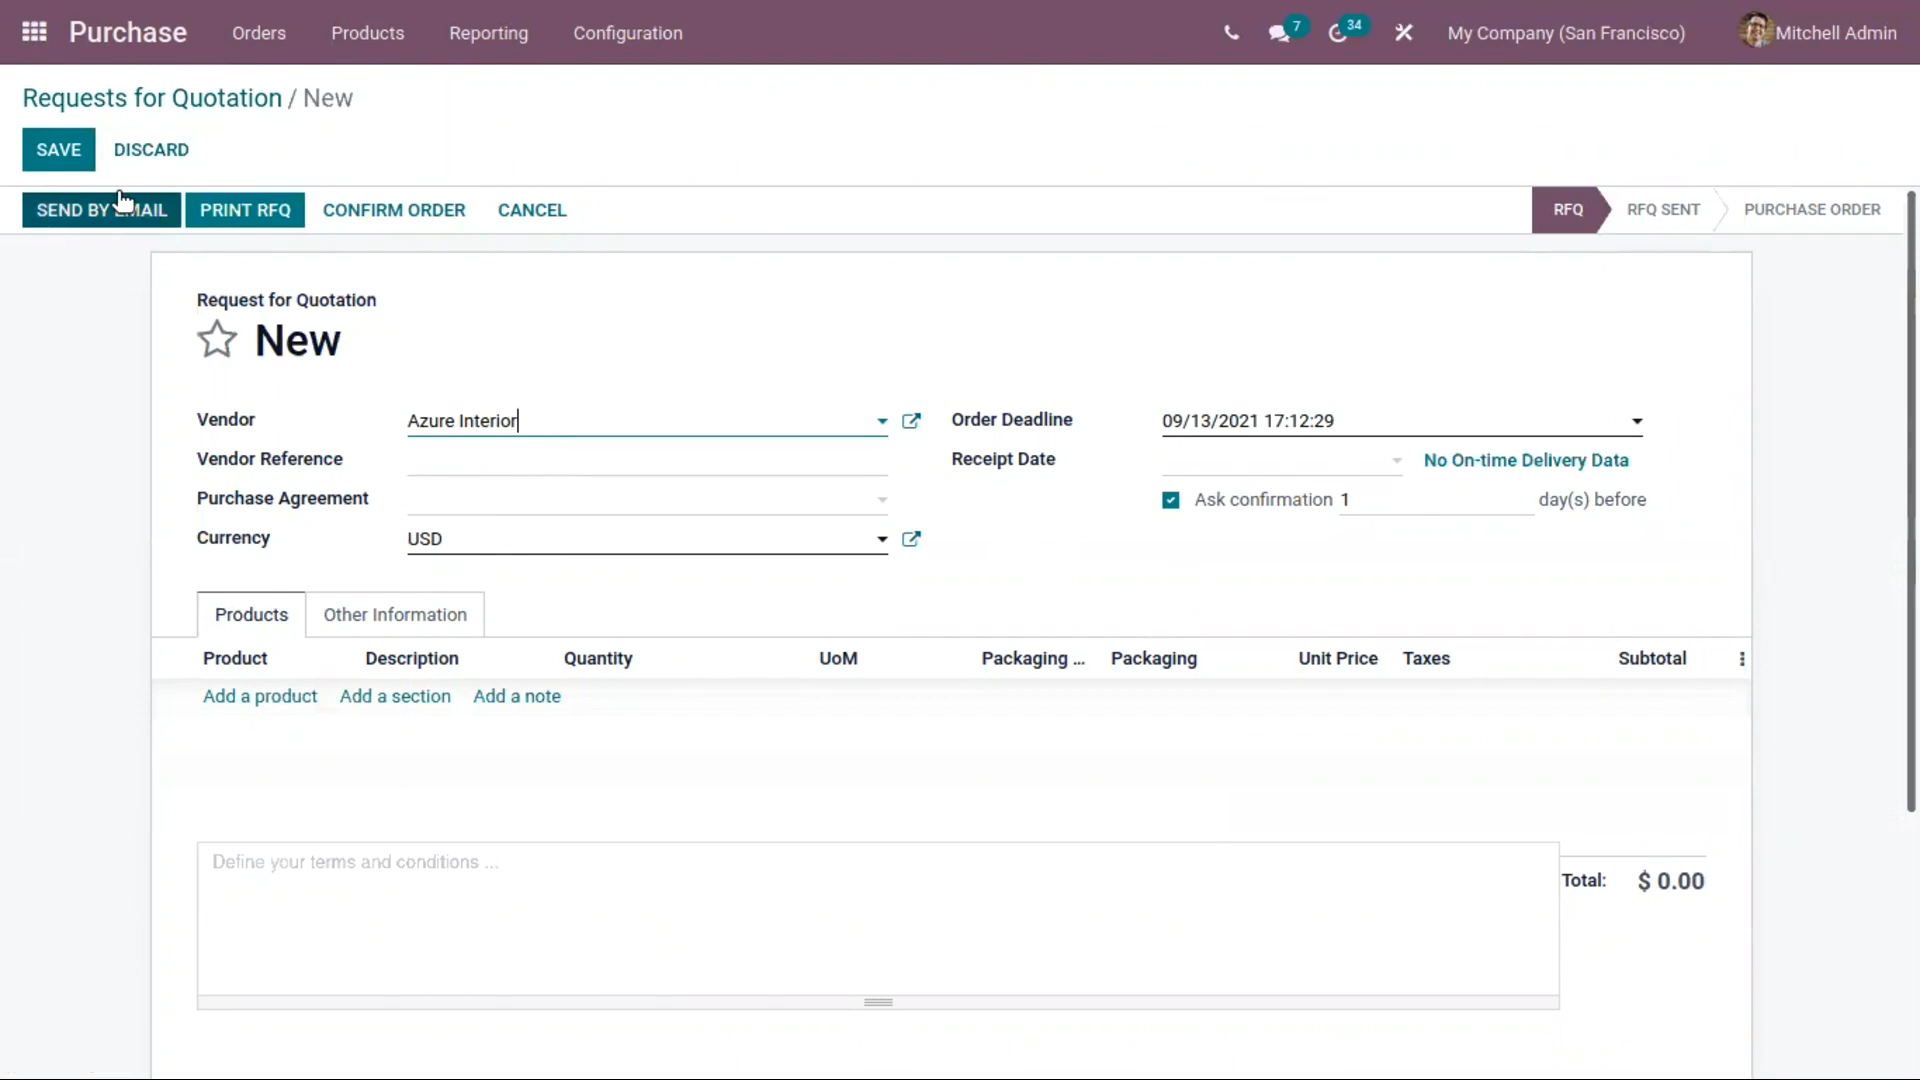 Purchase Orders Products Reporting Configuration 7 34 My Company (San Francisco) Mitchell Admin
Requests for Quotation / New
SAVE DISCARD
SEND BY EMAIL PRINT RFQ CONFIRM ORDER CANCEL RFQ RFQ SENT PURCHASE ORDER
Request for Quotation
New
Vendor Azure Interior Order Deadline 09/13/2021 17:12:29
Vendor Reference Receipt Date No On-time Delivery Data
Purchase Agreement Ask confirmation 1 day(s) before
Currency USD
Products Other Information
Product Description Quantity UoM Packaging ... Packaging Unit Price Taxes Subtotal
Add a product Add a section Add a note
Define your terms and conditions ...
Total: $ 0.00